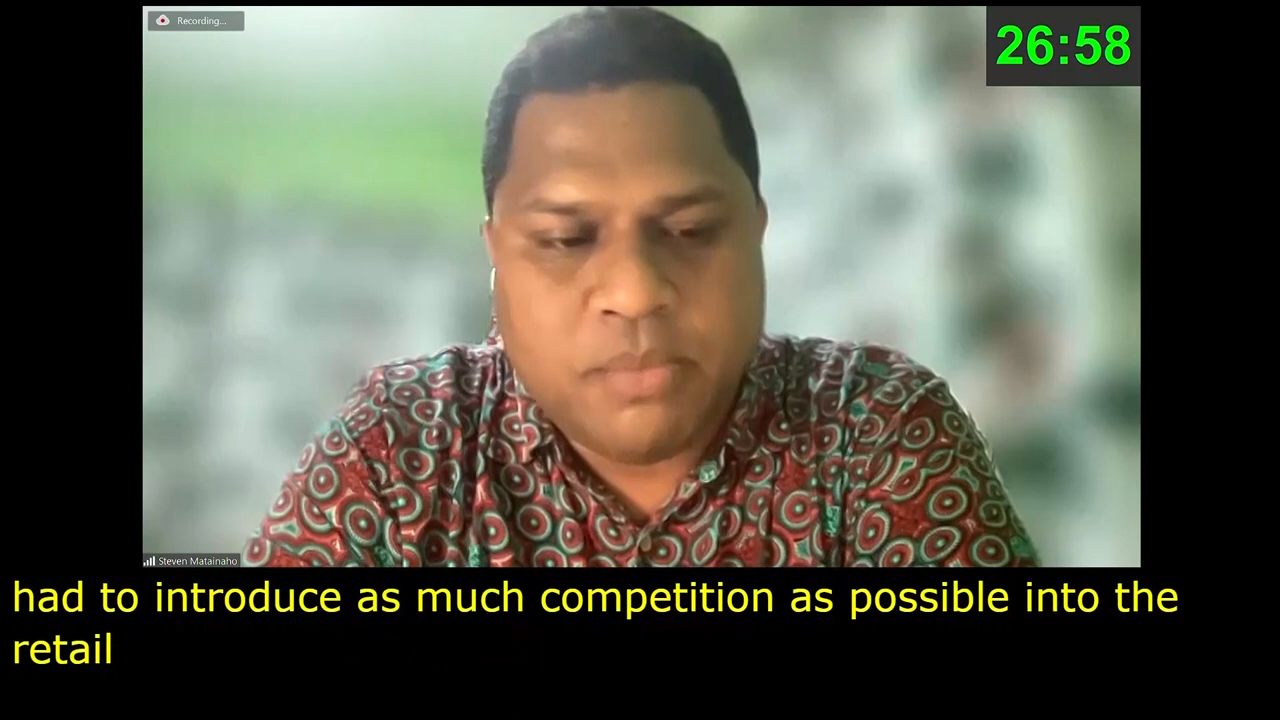 Recording...
26:58
Steven Matainaho
had to introduce as much competition as possible into the
retail